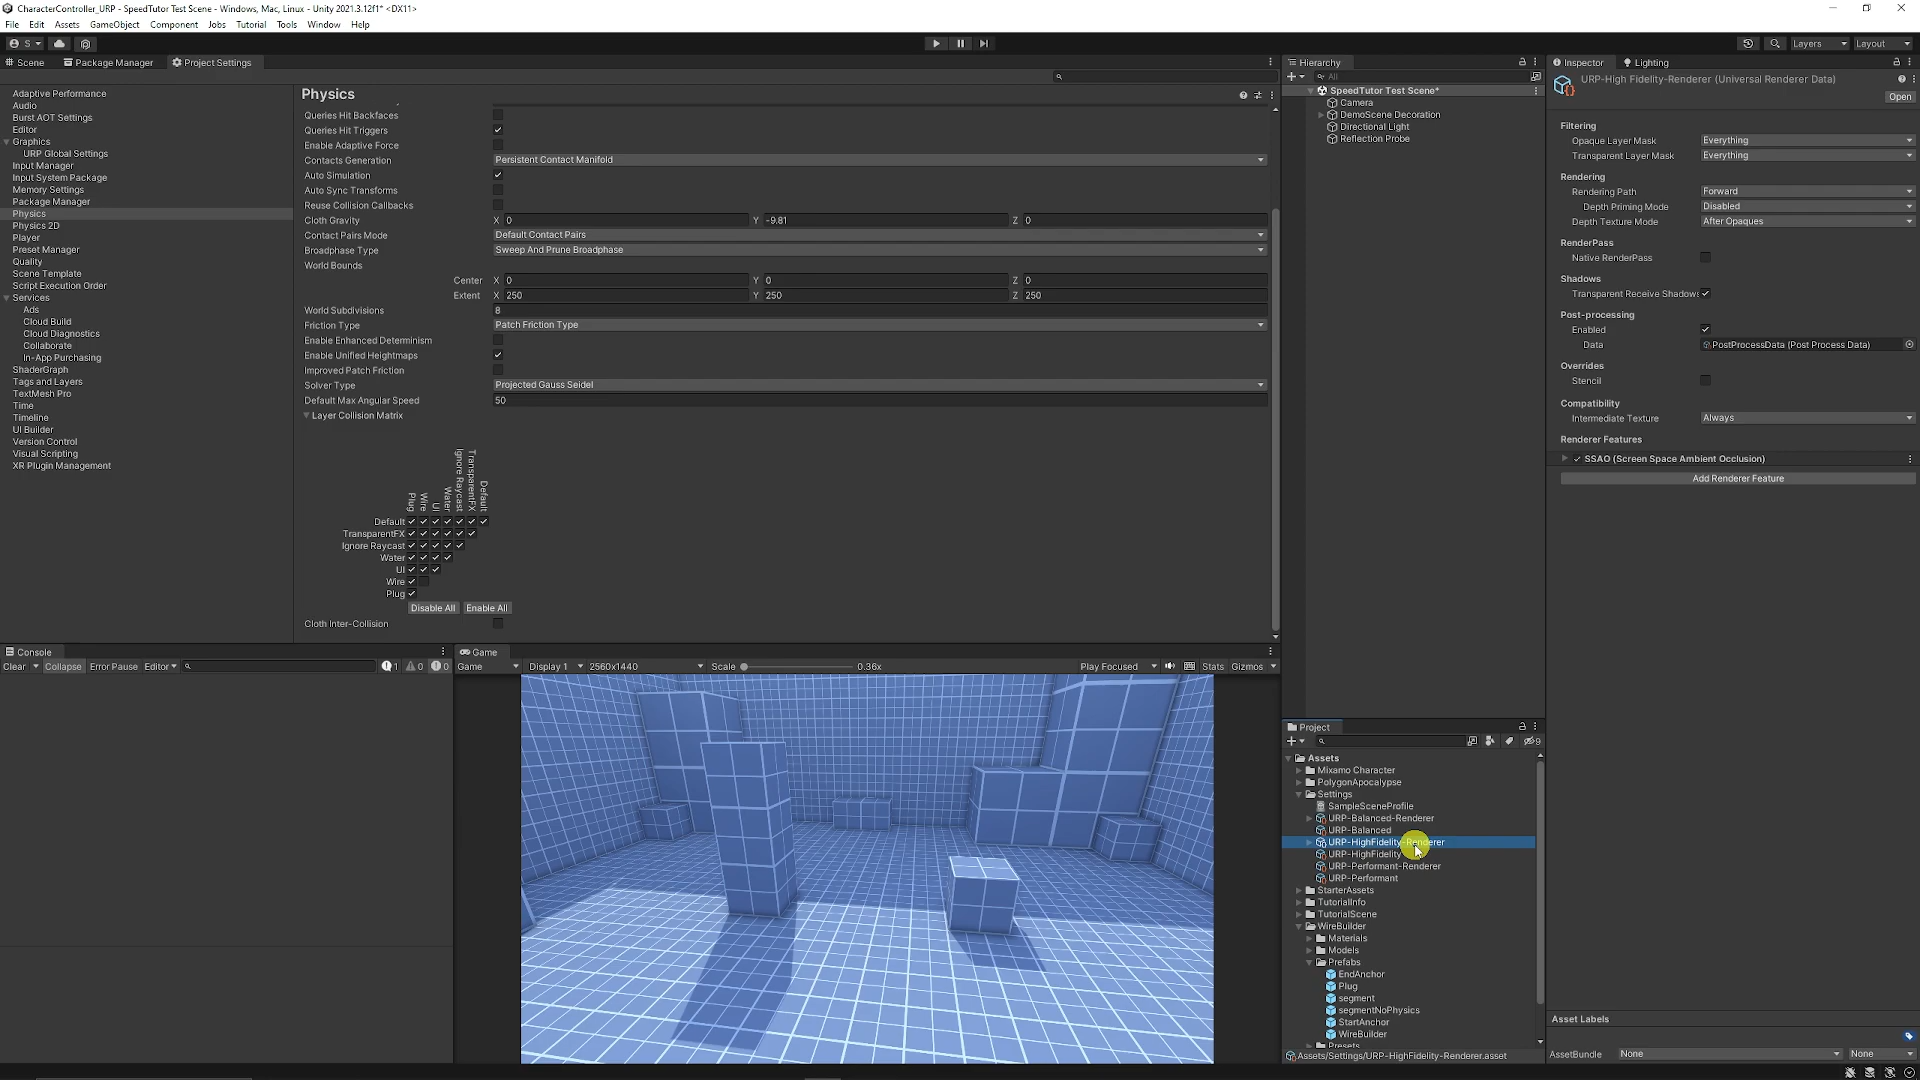 CharacterController_URP - SpeedTutor Test Scene - Windows, Mac, Linux - Unity 2021.3.12f1* <DX11>
File Edit Assets GameObject Component Jobs Tutorial Tools Window Help
S Layers Layout
Scene Package Manager Project Settings
Adaptive Performance
Audio
Burst AOT Settings
Editor
Graphics
URP Global Settings
Input Manager
Input System Package
Memory Settings
Package Manager
Physics
Physics 2D
Player
Preset Manager
Quality
Scene Template
Script Execution Order
Services
Ads
Cloud Build
Cloud Diagnostics
Collaborate
In-App Purchasing
ShaderGraph
Tags and Layers
TextMesh Pro
Time
Timeline
UI Builder
Version Control
Visual Scripting
XR Plugin Management
Physics
Queries Hit Backfaces
Queries Hit Triggers
Enable Adaptive Force
Contacts Generation Persistent Contact Manifold
Auto Simulation
Auto Sync Transforms
Reuse Collision Callbacks
Cloth Gravity X 0 Y -9.81 Z 0
Contact Pairs Mode Default Contact Pairs
Broadphase Type Sweep And Prune Broadphase
World Bounds
Center X 0 Y 0 Z 0
Extent X 250 Y 250 Z 250
World Subdivisions 8
Friction Type Patch Friction Type
Enable Enhanced Determinism
Enable Unified Heightmaps
Improved Patch Friction
Solver Type Projected Gauss Seidel
Default Max Angular Speed 50
Layer Collision Matrix
Plug Wire UI Water Ignore Raycast TransparentFX Default
Default
TransparentFX
Ignore Raycast
Water
UI
Wire
Plug
Disable All Enable All
Cloth Inter-Collision
Console
Clear Collapse Error Pause Editor 1 0 0
Game
Game Display 1 2560x1440 Scale 0.36x Play Focused Stats Gizmos
Hierarchy
All
SpeedTutor Test Scene*
Camera
DemoScene Decoration
Directional Light
Reflection Probe
Project
9
Assets
Mixamo Character
PolygonApocalypse
Settings
SampleSceneProfile
URP-Balanced-Renderer
URP-Balanced
URP-HighFidelity-Renderer
URP-HighFidelity
URP-Performant-Renderer
URP-Performant
StarterAssets
TutorialInfo
TutorialScene
WireBuilder
Materials
Models
Prefabs
EndAnchor
Plug
segment
segmentNoPhysics
StartAnchor
WireBuilder
Presets
Assets/Settings/URP-HighFidelity-Renderer.asset
Inspector Lighting
URP-High Fidelity-Renderer (Universal Renderer Data)
Open
Filtering
Opaque Layer Mask Everything
Transparent Layer Mask Everything
Rendering
Rendering Path Forward
Depth Priming Mode Disabled
Depth Texture Mode After Opaques
RenderPass
Native RenderPass
Shadows
Transparent Receive Shadows
Post-processing
Enabled
Data PostProcessData (Post Process Data)
Overrides
Stencil
Compatibility
Intermediate Texture Always
Renderer Features
SSAO (Screen Space Ambient Occlusion)
Add Renderer Feature
Asset Labels
AssetBundle None None